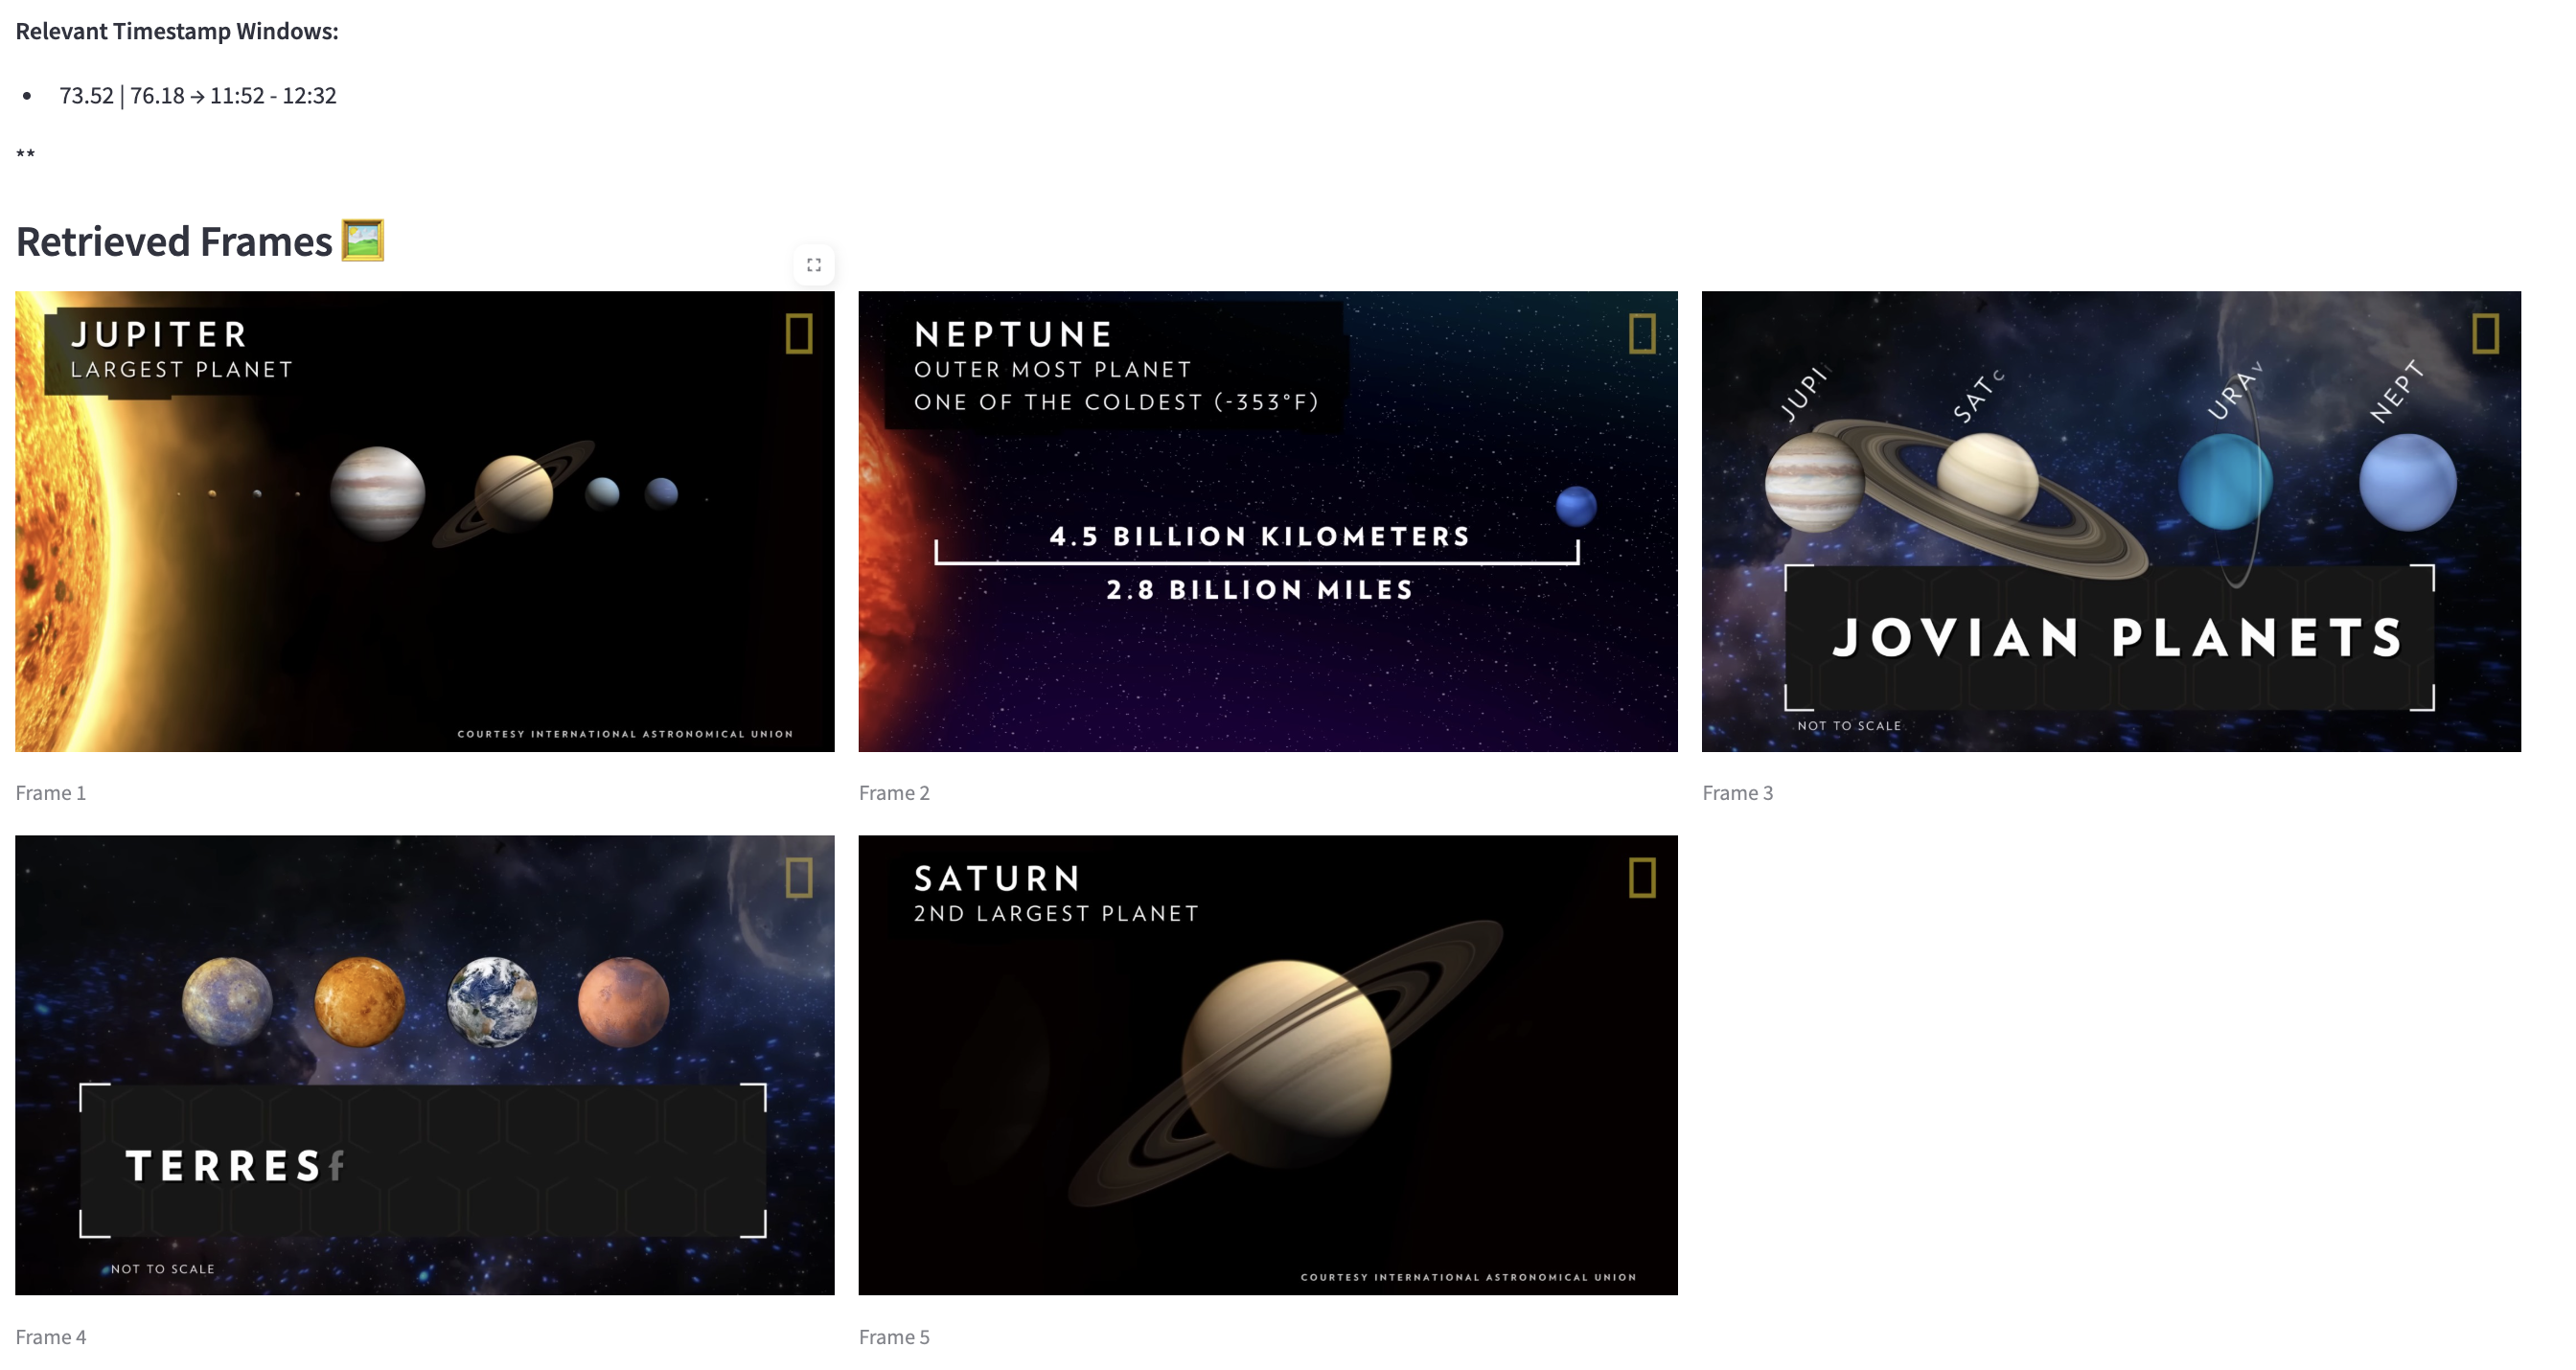 Relevant Timestamp Windows:
• 73.52 | 76.18 → 11:52 - 12:32
**
Retrieved Frames 🖼️
JUPITER
LARGEST PLANET
COURTESY INTERNATIONAL ASTRONOMICAL UNION
Frame 1
NEPTUNE
OUTER MOST PLANET
ONE OF THE COLDEST (-353°F)
4.5 BILLION KILOMETERS
2.8 BILLION MILES
Frame 2
JUPI
SAT
URA
NEPT
JOVIAN PLANETS
NOT TO SCALE
Frame 3
TERRES
NOT TO SCALE
Frame 4
SATURN
2ND LARGEST PLANET
COURTESY INTERNATIONAL ASTRONOMICAL UNION
Frame 5